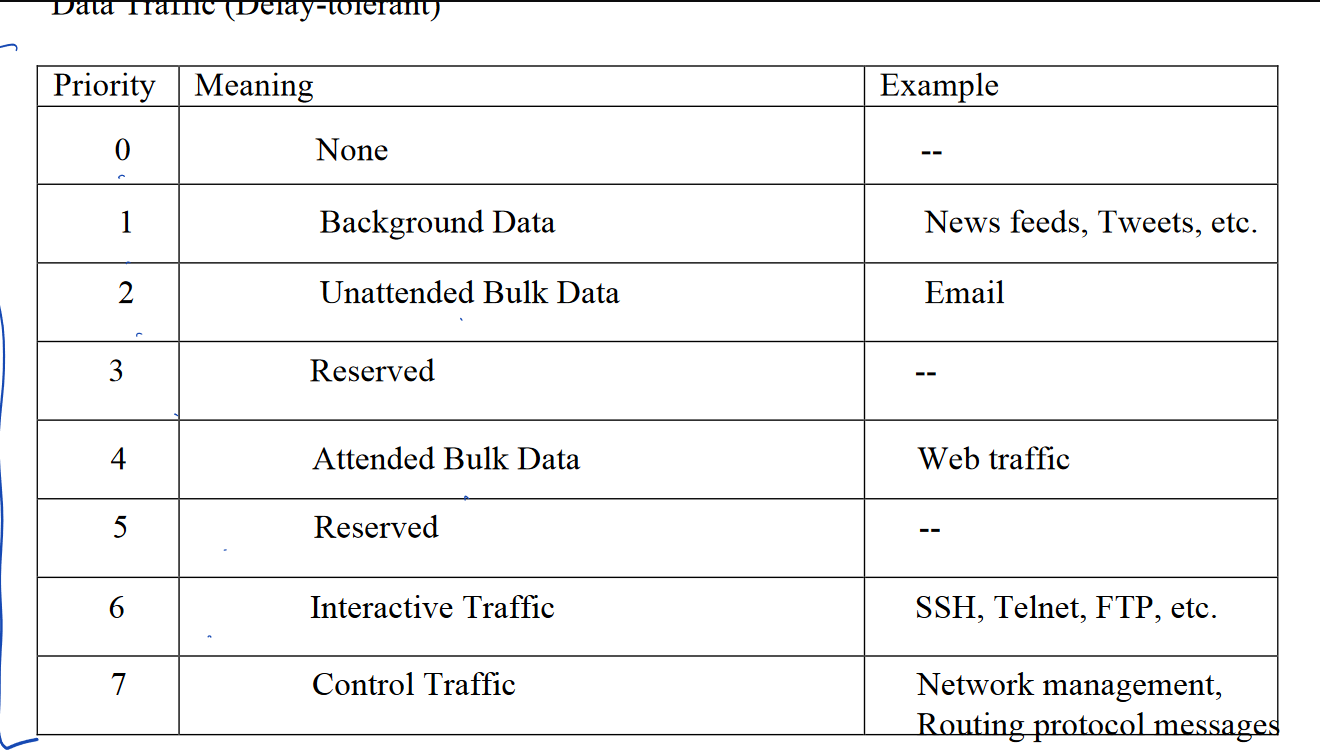 Data Traffic (Delay-tolerant)
Priority Meaning Example
0 None --
1 Background Data News feeds, Tweets, etc.
2 Unattended Bulk Data Email
3 Reserved --
4 Attended Bulk Data Web traffic
5 Reserved --
6 Interactive Traffic SSH, Telnet, FTP, etc.
7 Control Traffic Network management,
Routing protocol messages